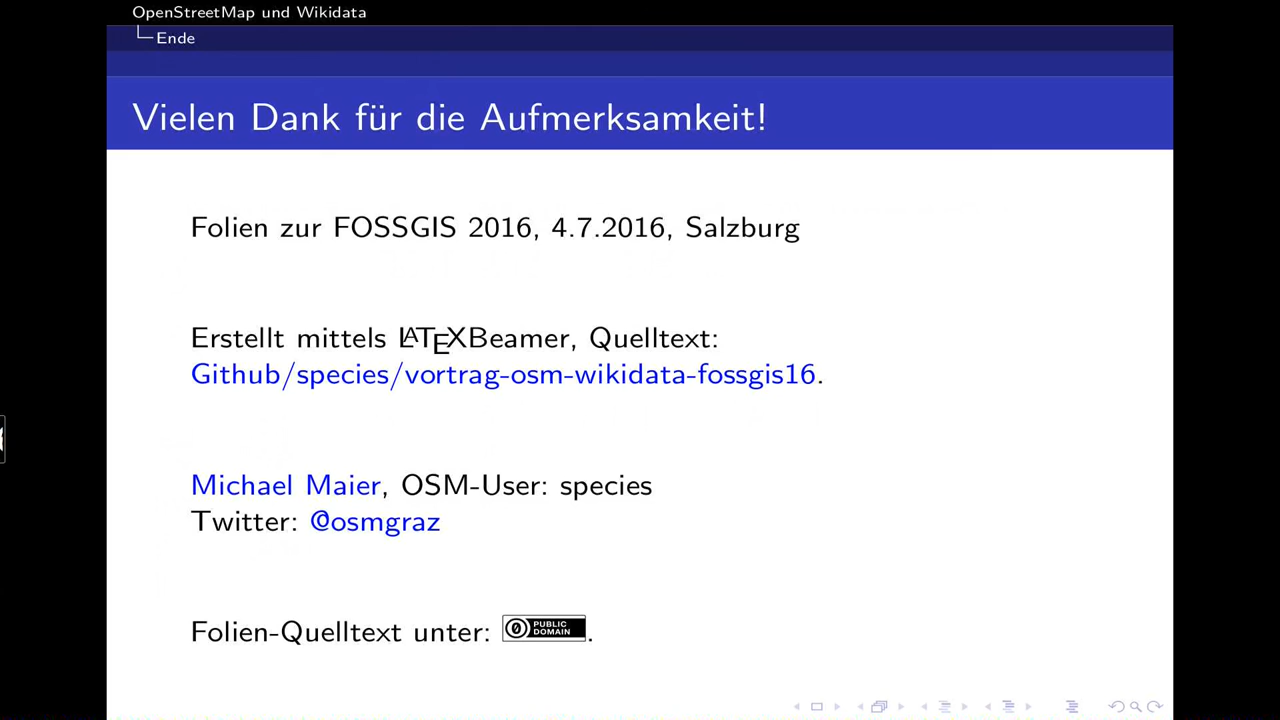 OpenStreetMap und Wikidata
Ende
Vielen Dank für die Aufmerksamkeit!
Folien zur FOSSGIS 2016, 4.7.2016, Salzburg
Erstellt mittels LATEXBeamer, Quelltext:
Github/species/vortrag-osm-wikidata-fossgis16.
Michael Maier, OSM-User: species
Twitter: @osmgraz
Folien-Quelltext unter: 0 PUBLIC DOMAIN.